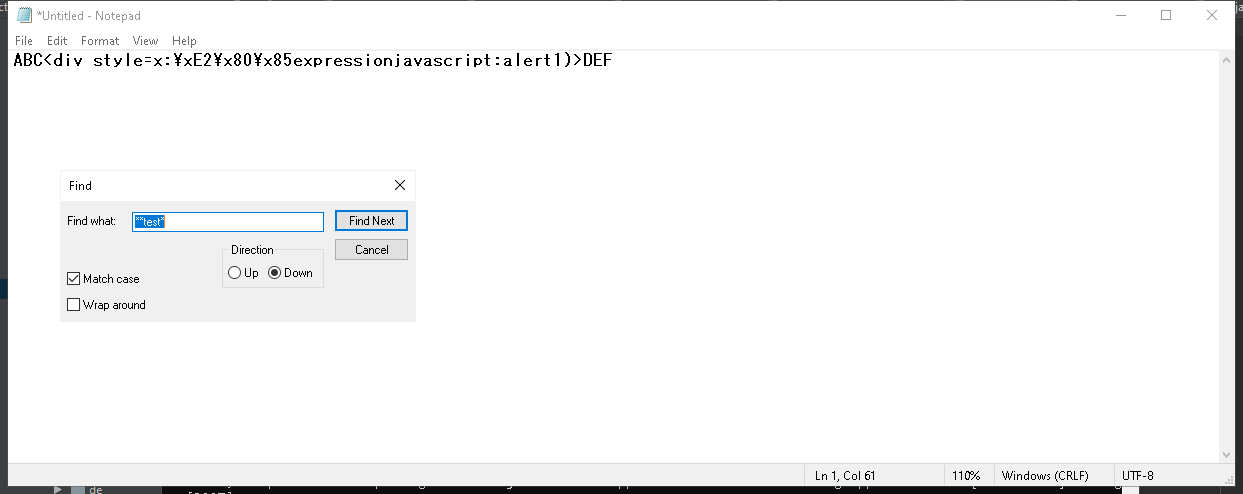 *Untitled - Notepad
File Edit Format View Help
ABC<div style=x:¥xE2¥x80¥x85expressionjavascript:alert1)>DEF
Find
Find what: **test* Find Next
Direction Cancel
Up Down
Match case
Wrap around
Ln 1, Col 61 110% Windows (CRLF) UTF-8
de